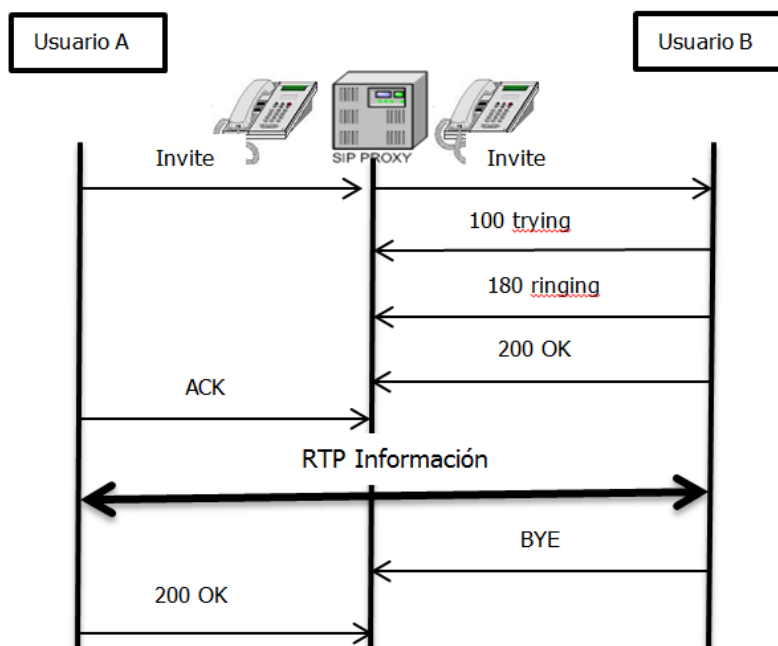 Usuario A
Usuario B
SIP PROXY
Invite
Invite
100 trying
180 ringing
200 OK
ACK
RTP Información
BYE
200 OK